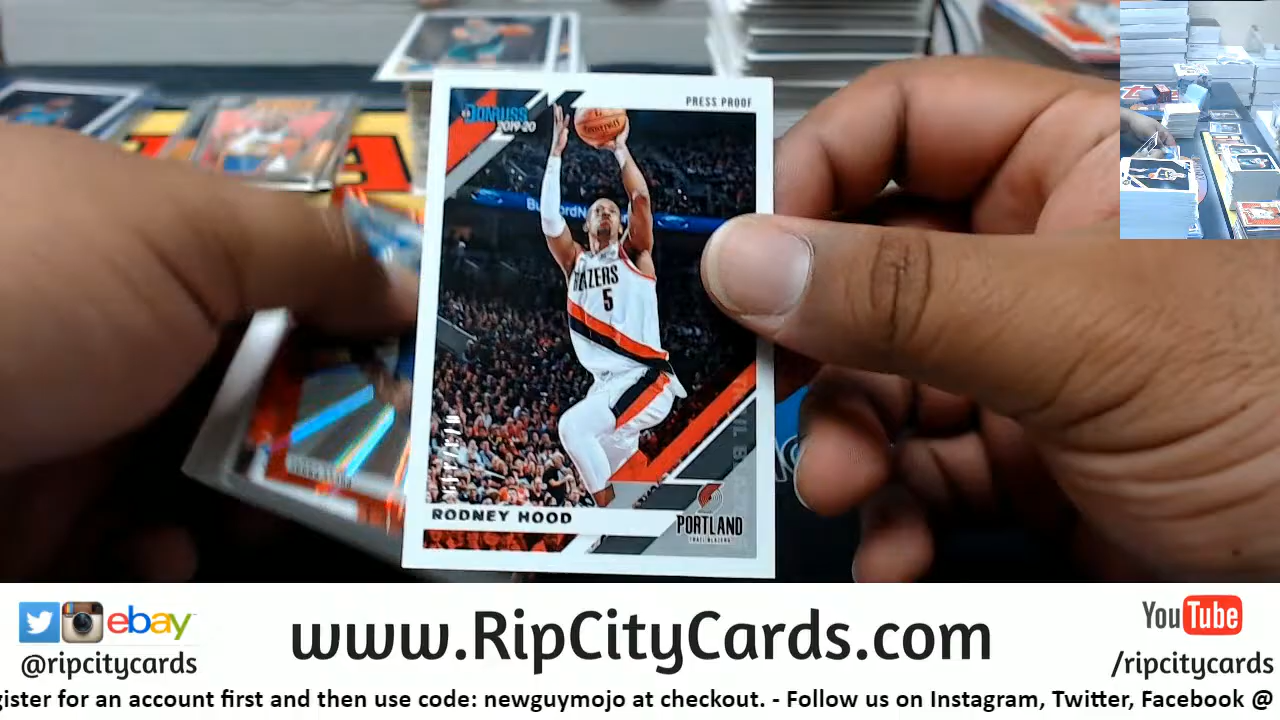 PRESS PROOF
DONRUSS
2019-20
BLAZERS
5
RODNEY HOOD
PORTLAND
TRAIL BLAZERS
ebay
www.RipCityCards.com
YouTube
@ripcitycards
/ripcitycards
gister for an account first and then use code: newguymojo at checkout. - Follow us on Instagram, Twitter, Facebook @